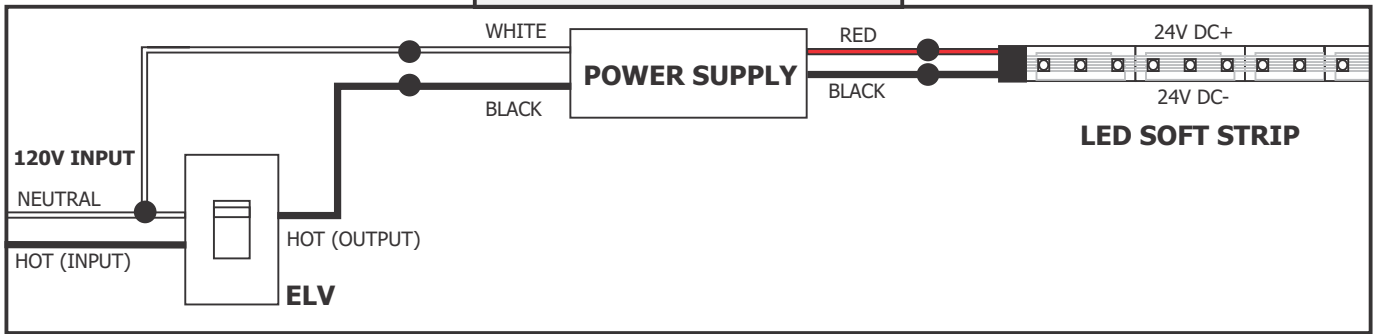 WHITE
RED
24V DC+
POWER SUPPLY
BLACK
BLACK
24V DC-
LED SOFT STRIP
120V INPUT
NEUTRAL
HOT (OUTPUT)
HOT (INPUT)
ELV